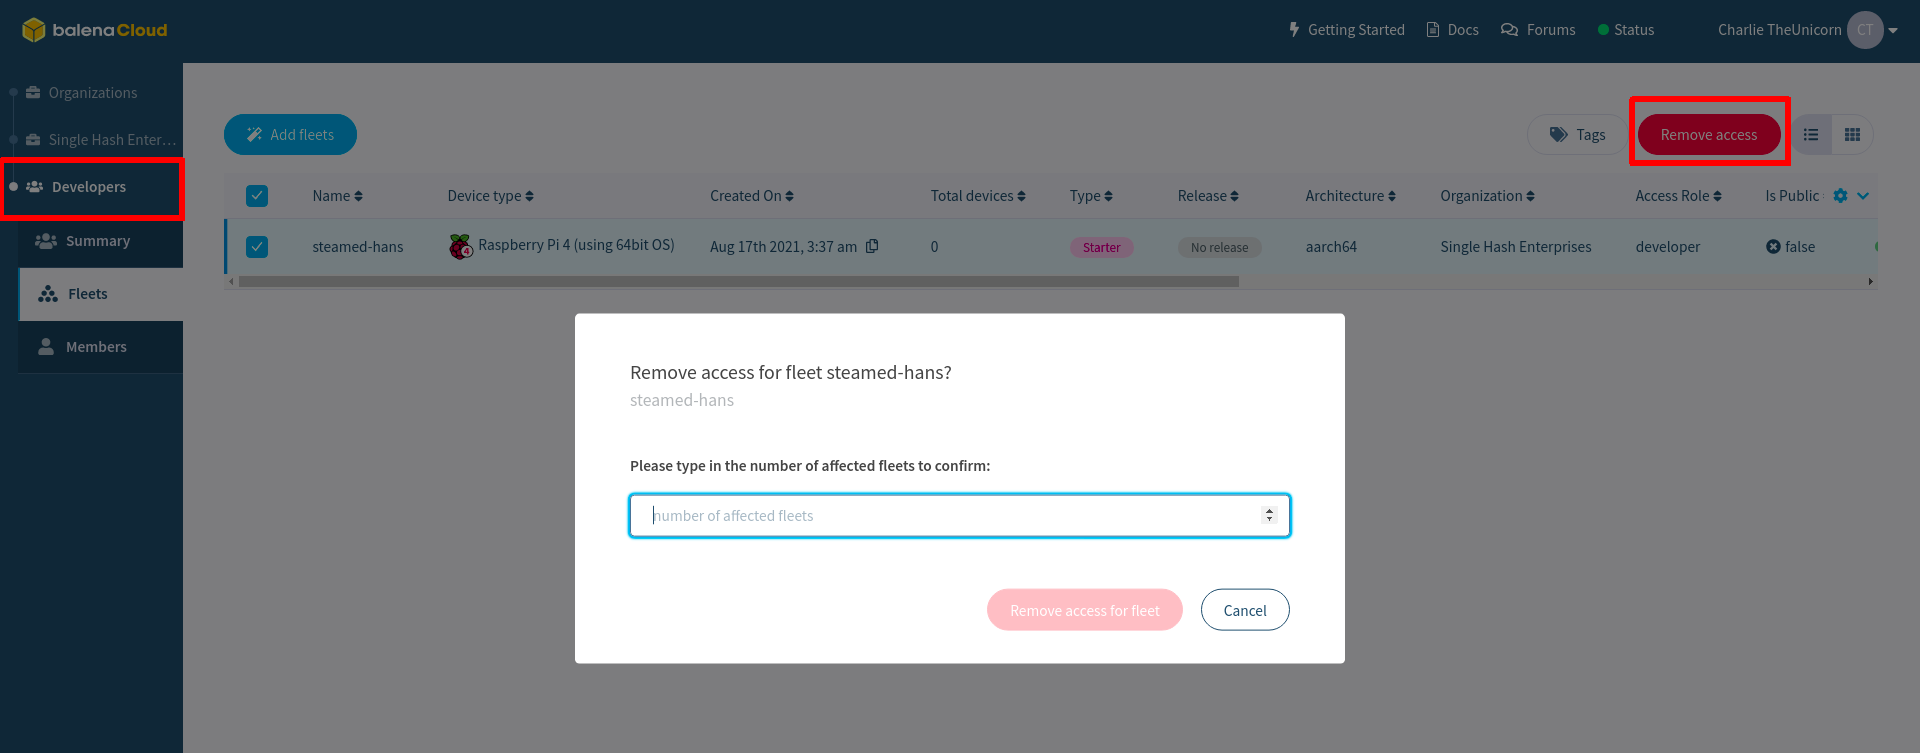 balenaCloud
Getting Started
Docs
Forums
Status
Charlie TheUnicorn
CT
Organizations
Single Hash Enter...
Developers
Summary
Fleets
Members
Add fleets
Tags
Remove access
Name Device type Created On Total devices Type Release Architecture Organization Access Role Is Public
steamed-hans 4 Raspberry Pi 4 (using 64bit OS) Aug 17th 2021, 3:37 am 0 Starter No release aarch64 Single Hash Enterprises developer false
Remove access for fleet steamed-hans?
steamed-hans
Please type in the number of affected fleets to confirm:
number of affected fleets
Remove access for fleet
Cancel